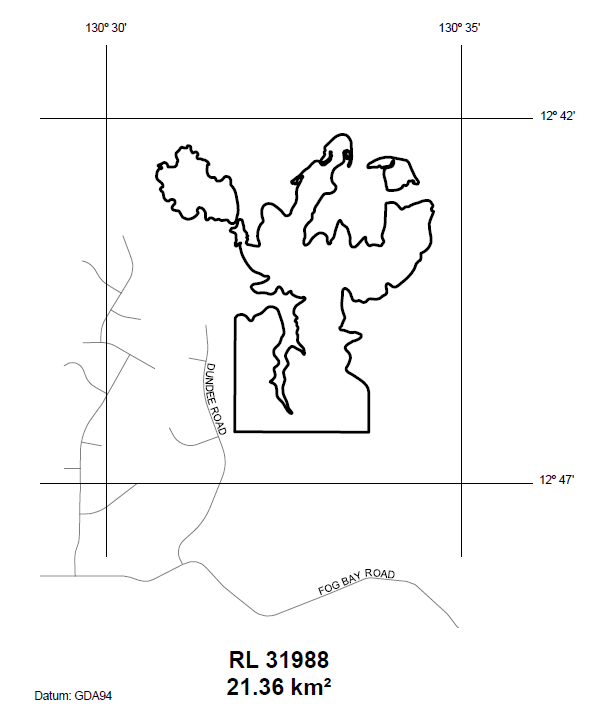 130° 30'
130° 35'
12° 42'
DUNDEE ROAD
12° 47'
FOG BAY ROAD
RL 31988
21.36 km²
Datum: GDA94